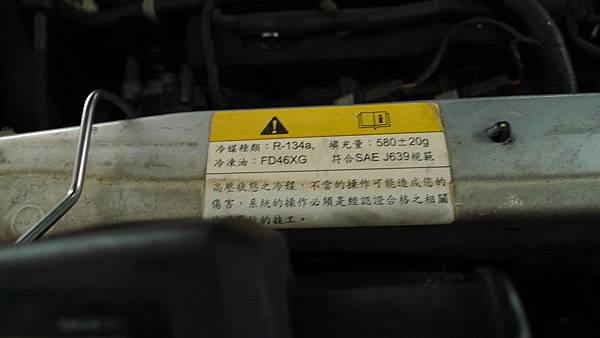 冷媒種類：R-134a, 填充量：580±20g
冷凍油：FD46XG 符合SAE J639規範
高壓狀態之冷媒，不當的操作可能造成您的
傷害，系統的操作必須是經認證合格之相關
的技工。